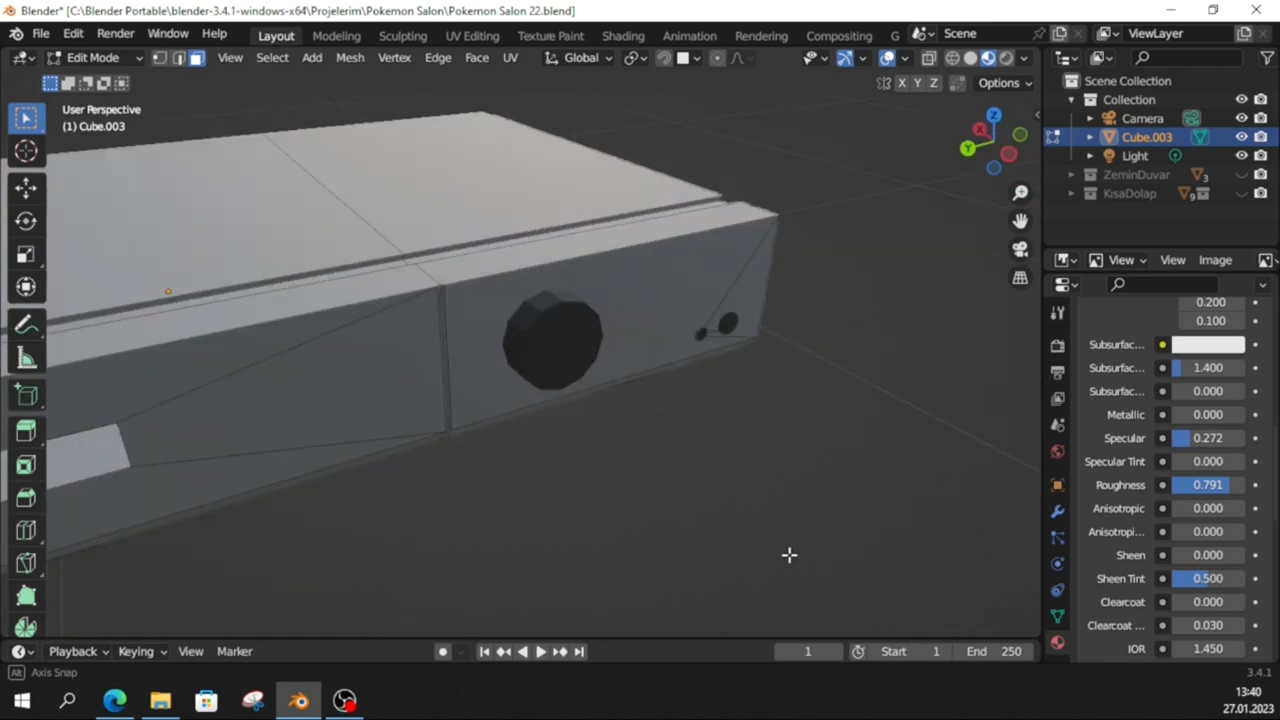 Blender* [C:\Blender Portable\blender-3.4.1-windows-x64\Projelerim\Pokemon Salon\Pokemon Salon 22.blend]
File Edit Render Window Help Layout Modeling Sculpting UV Editing Texture Paint Shading Animation Rendering Compositing G Scene ViewLayer
Edit Mode View Select Add Mesh Vertex Edge Face UV Global
X Y Z Options
User Perspective
(1) Cube.003
Z
X
Y
Scene Collection
Collection
Camera
Cube.003
Light
ZeminDuvar 3
KisaDolap 9
View View Image
0.200
0.100
Subsurfac...
Subsurfac... 1.400
Subsurfac... 0.000
Metallic 0.000
Specular 0.272
Specular Tint 0.000
Roughness 0.791
Anisotropic 0.000
Anisotropi... 0.000
Sheen 0.000
Sheen Tint 0.500
Clearcoat 0.000
Clearcoat ... 0.030
IOR 1.450
Playback Keying View Marker 1 Start 1 End 250
Alt Axis Snap 3.4.1
13:40
27.01.2023